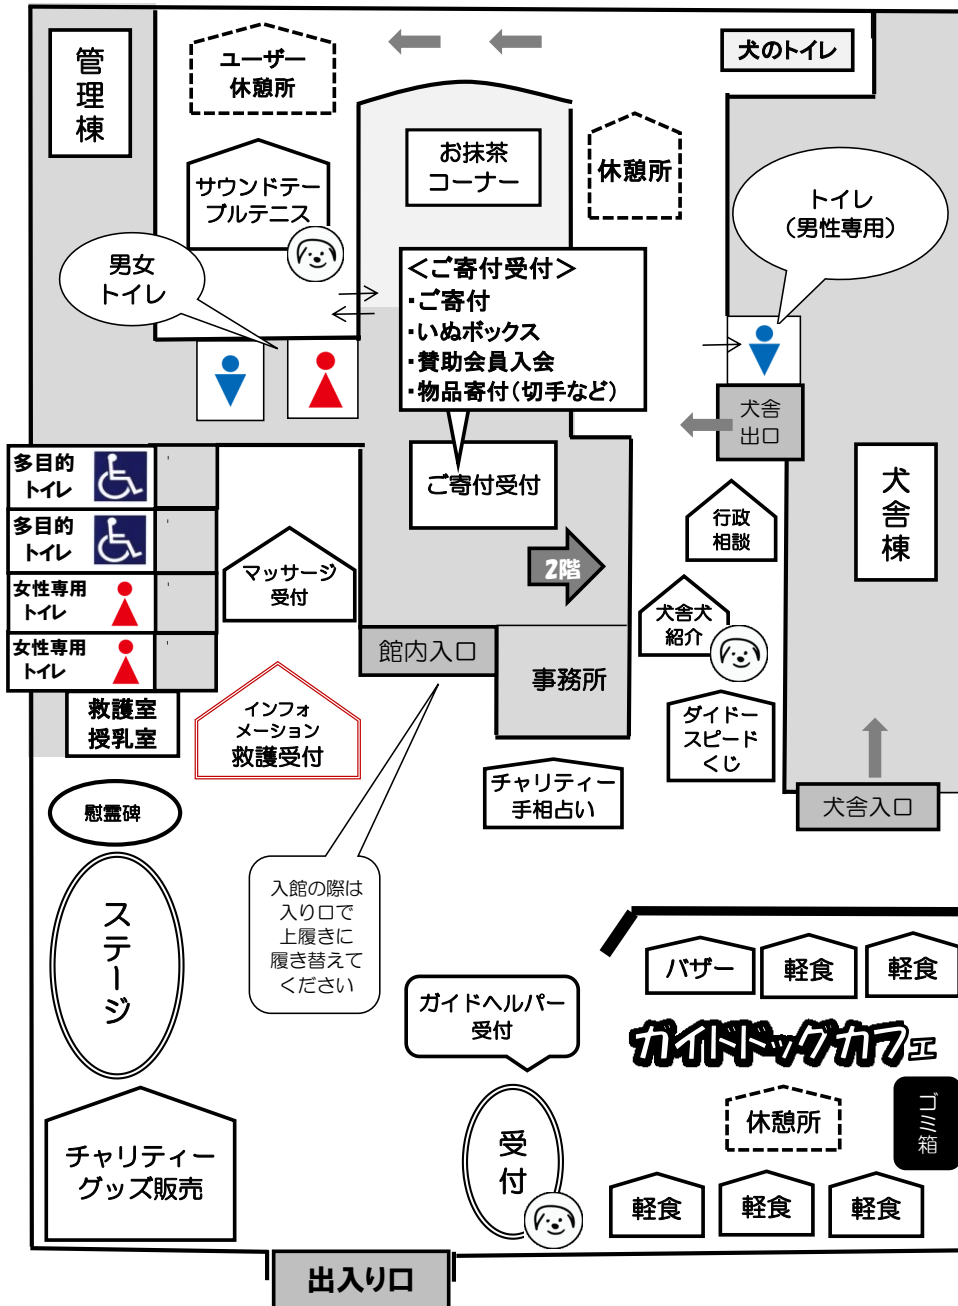 管
理
棟
ユーザー
休憩所
犬のトイレ
お抹茶
コーナー
休憩所
サウンドテー
ブルテニス
トイレ
（男性専用）
男女
トイレ
＜ご寄付受付＞
・ご寄付
・いぬボックス
・賛助会員入会
・物品寄付（切手など）
犬舎
出口
ご寄付受付
多目的
トイレ
多目的
トイレ
女性専用
トイレ
女性専用
トイレ
救護室
授乳室
マッサージ
受付
2階
行政
相談
犬
舎
棟
犬舎犬
紹介
館内入口
事務所
インフォ
メーション
救護受付
ダイドー
スピード
くじ
チャリティー
手相占い
犬舎入口
慰霊碑
ステージ
入館の際は
入り口で
上履きに
履き替えて
ください
バザー
軽食
軽食
ガイドヘルパー
受付
ガイドドッグカフェ
休憩所
ゴミ箱
チャリティー
グッズ販売
受
付
軽食
軽食
軽食
出入り口